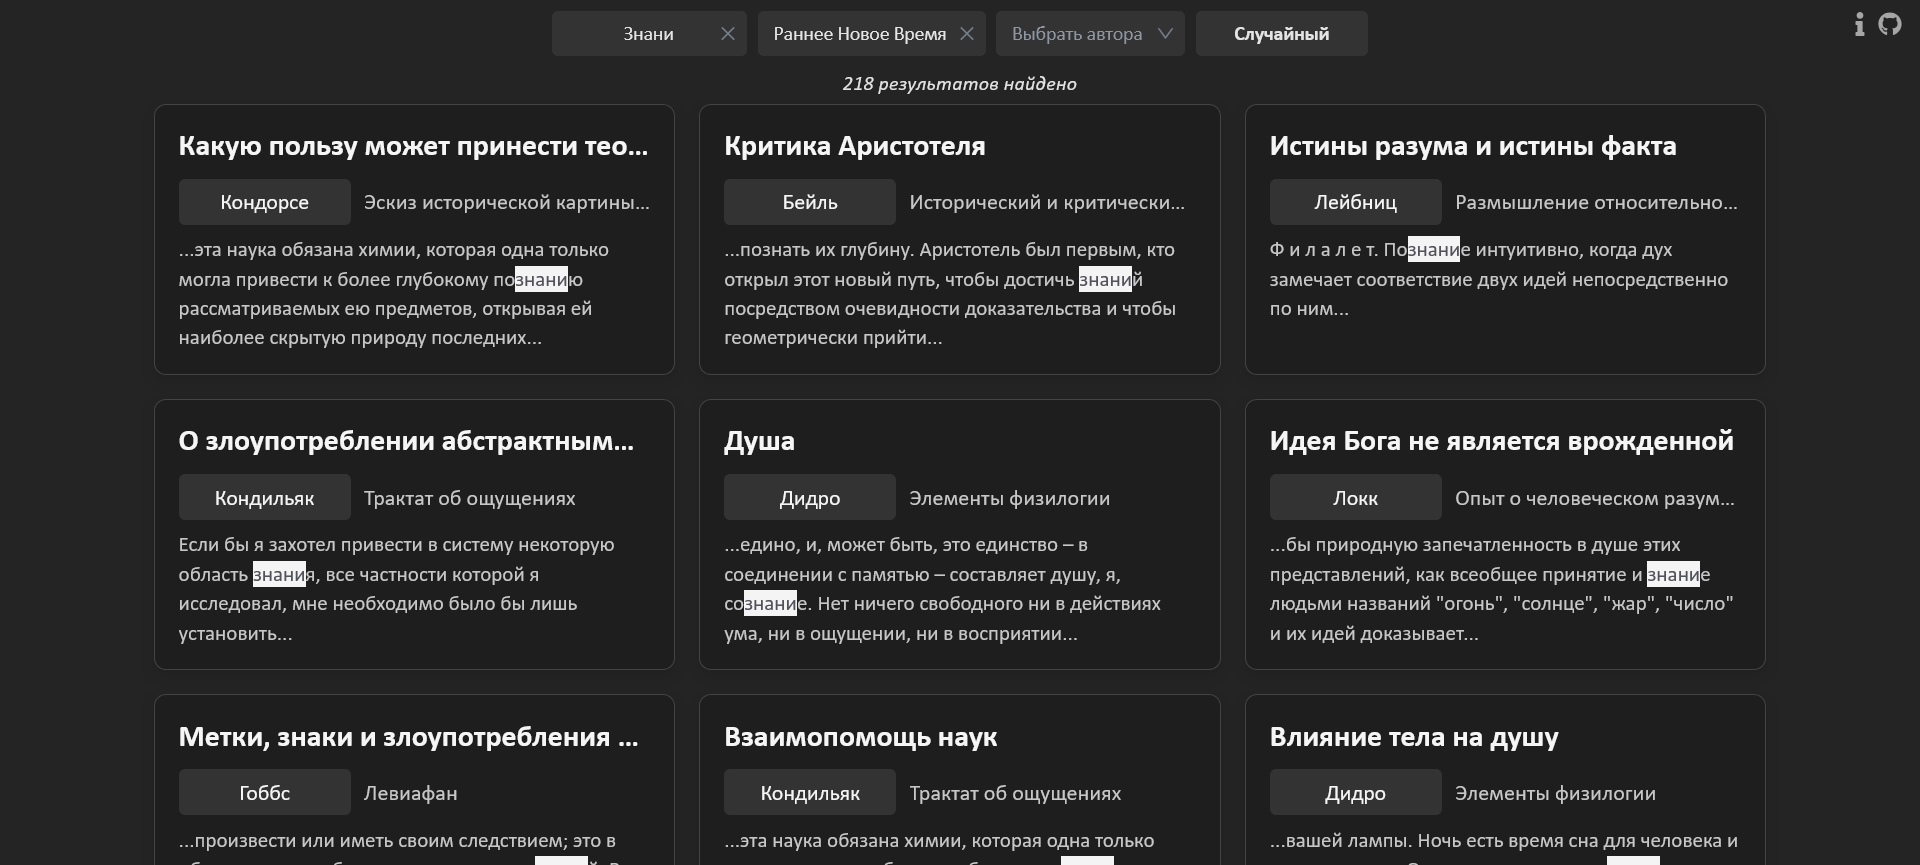 Знани
Раннее Новое Время
Выбрать автора
Случайный
218 результатов найдено
Какую пользу может принести тео...
Кондорсе
Эскиз исторической картины...
...эта наука обязана химии, которая одна только
могла привести к более глубокому познанию
рассматриваемых ею предметов, открывая ей
наиболее скрытую природу последних...
Критика Аристотеля
Бейль
Исторический и критически...
...познать их глубину. Аристотель был первым, кто
открыл этот новый путь, чтобы достичь знаний
посредством очевидности доказательства и чтобы
геометрически прийти...
Истины разума и истины факта
Лейбниц
Размышление относительно...
Ф и л а л е т. Познание интуитивно, когда дух
замечает соответствие двух идей непосредственно
по ним...
О злоупотреблении абстрактным...
Кондильяк
Трактат об ощущениях
Если бы я захотел привести в систему некоторую
область знания, все частности которой я
исследовал, мне необходимо было бы лишь
установить...
Душа
Дидро
Элементы физилогии
...едино, и, может быть, это единство – в
соединении с памятью – составляет душу, я,
сознание. Нет ничего свободного ни в действиях
ума, ни в ощущении, ни в восприятии...
Идея Бога не является врожденной
Локк
Опыт о человеческом разум...
...бы природную запечатленность в душе этих
представлений, как всеобщее принятие и знание
людьми названий "огонь", "солнце", "жар", "число"
и их идей доказывает...
Метки, знаки и злоупотребления ...
Гоббс
Левиафан
...произвести или иметь своим следствием; это в
Взаимопомощь наук
Кондильяк
Трактат об ощущениях
...эта наука обязана химии, которая одна только
Влияние тела на душу
Дидро
Элементы физилогии
...вашей лампы. Ночь есть время сна для человека и